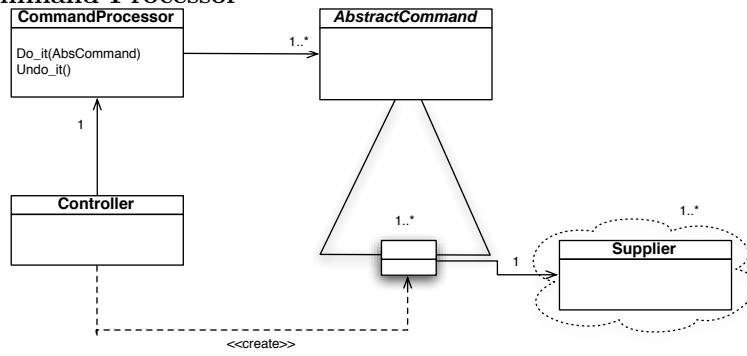 CommandProcessor
AbstractCommand
Do_it(AbsCommand)
Undo_it()
1..*
1
Controller
1..*
1..*
Supplier
1
<<create>>